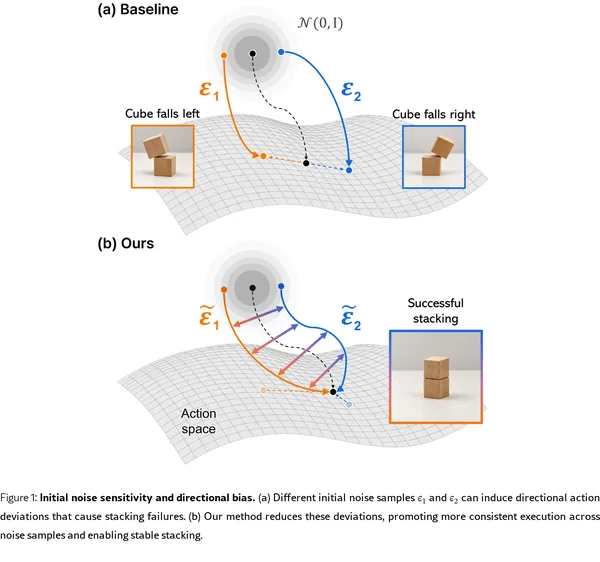 (a) Baseline
𝒩(0, I)
ε₁
ε₂
Cube falls left
Cube falls right
(b) Ours
ε̃₁
ε̃₂
Successful
stacking
Action
space
Figure 1: Initial noise sensitivity and directional bias. (a) Different initial noise samples ε₁ and ε₂ can induce directional action
deviations that cause stacking failures. (b) Our method reduces these deviations, promoting more consistent execution across
noise samples and enabling stable stacking.